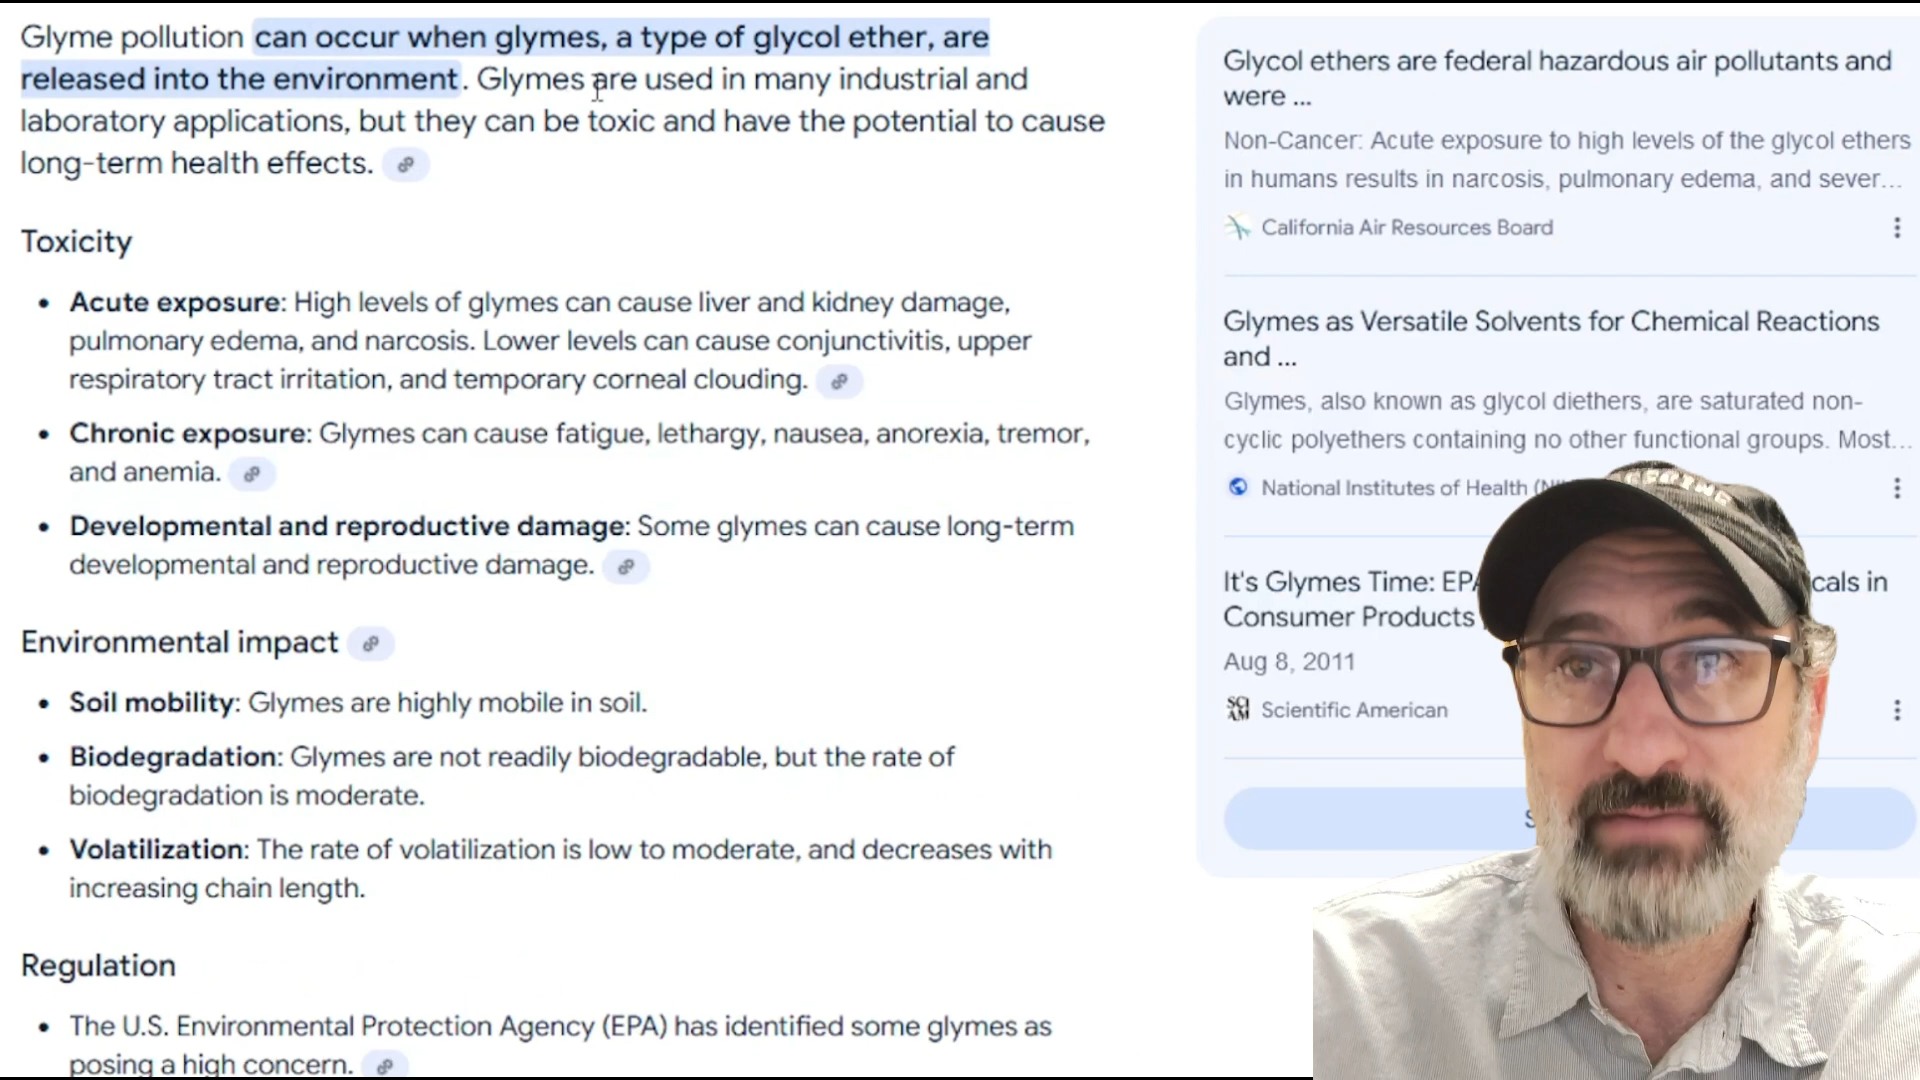 Glyme pollution can occur when glymes, a type of glycol ether, are
released into the environment. Glymes are used in many industrial and
laboratory applications, but they can be toxic and have the potential to cause
long-term health effects.
Toxicity
• Acute exposure: High levels of glymes can cause liver and kidney damage,
pulmonary edema, and narcosis. Lower levels can cause conjunctivitis, upper
respiratory tract irritation, and temporary corneal clouding.
• Chronic exposure: Glymes can cause fatigue, lethargy, nausea, anorexia, tremor,
and anemia.
• Developmental and reproductive damage: Some glymes can cause long-term
developmental and reproductive damage.
Environmental impact
• Soil mobility: Glymes are highly mobile in soil.
• Biodegradation: Glymes are not readily biodegradable, but the rate of
biodegradation is moderate.
• Volatilization: The rate of volatilization is low to moderate, and decreases with
increasing chain length.
Regulation
• The U.S. Environmental Protection Agency (EPA) has identified some glymes as
posing a high concern.
Glycol ethers are federal hazardous air pollutants and
were ...
Non-Cancer: Acute exposure to high levels of the glycol ethers
in humans results in narcosis, pulmonary edema, and sever...
California Air Resources Board
Glymes as Versatile Solvents for Chemical Reactions
and ...
Glymes, also known as glycol diethers, are saturated non-
cyclic polyethers containing no other functional groups. Most...
National Institutes of Health
It's Glymes Time: EPA cals in
Consumer Products
Aug 8, 2011
SCI
AM
Scientific American